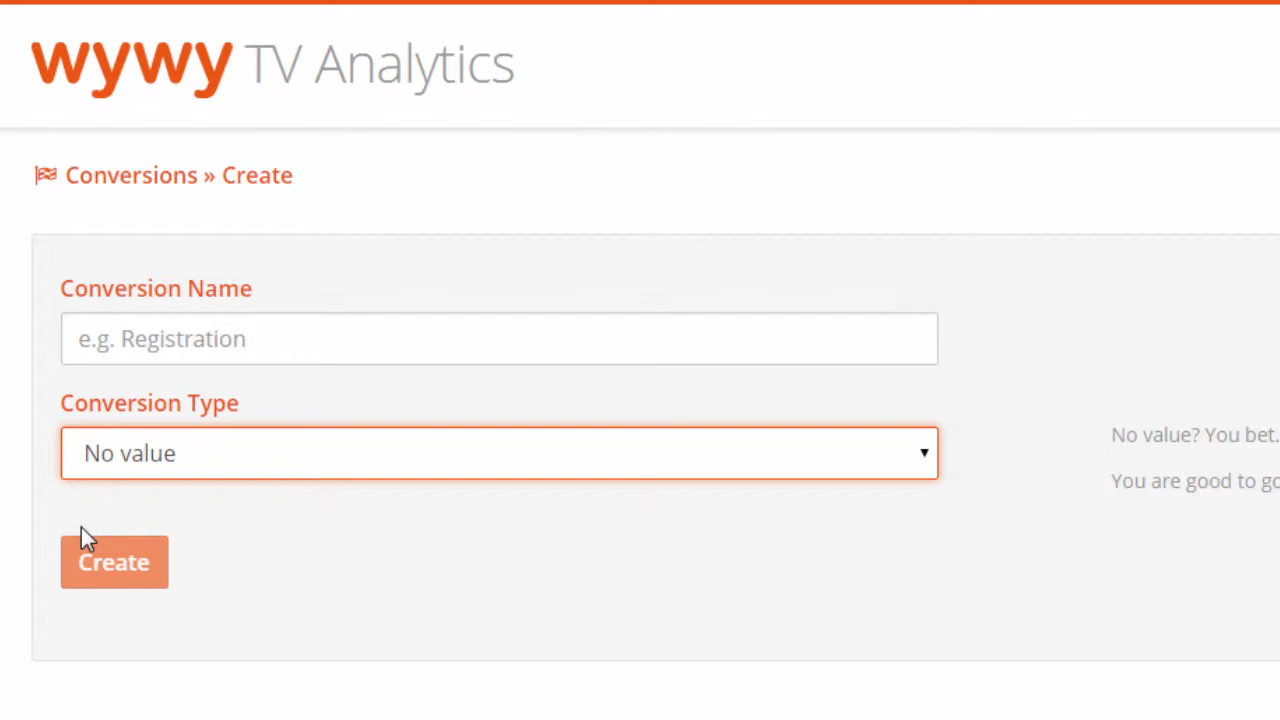 wywy TV Analytics
Conversions » Create
Conversion Name
e.g. Registration
Conversion Type
No value
No value? You bet.
You are good to go
Create